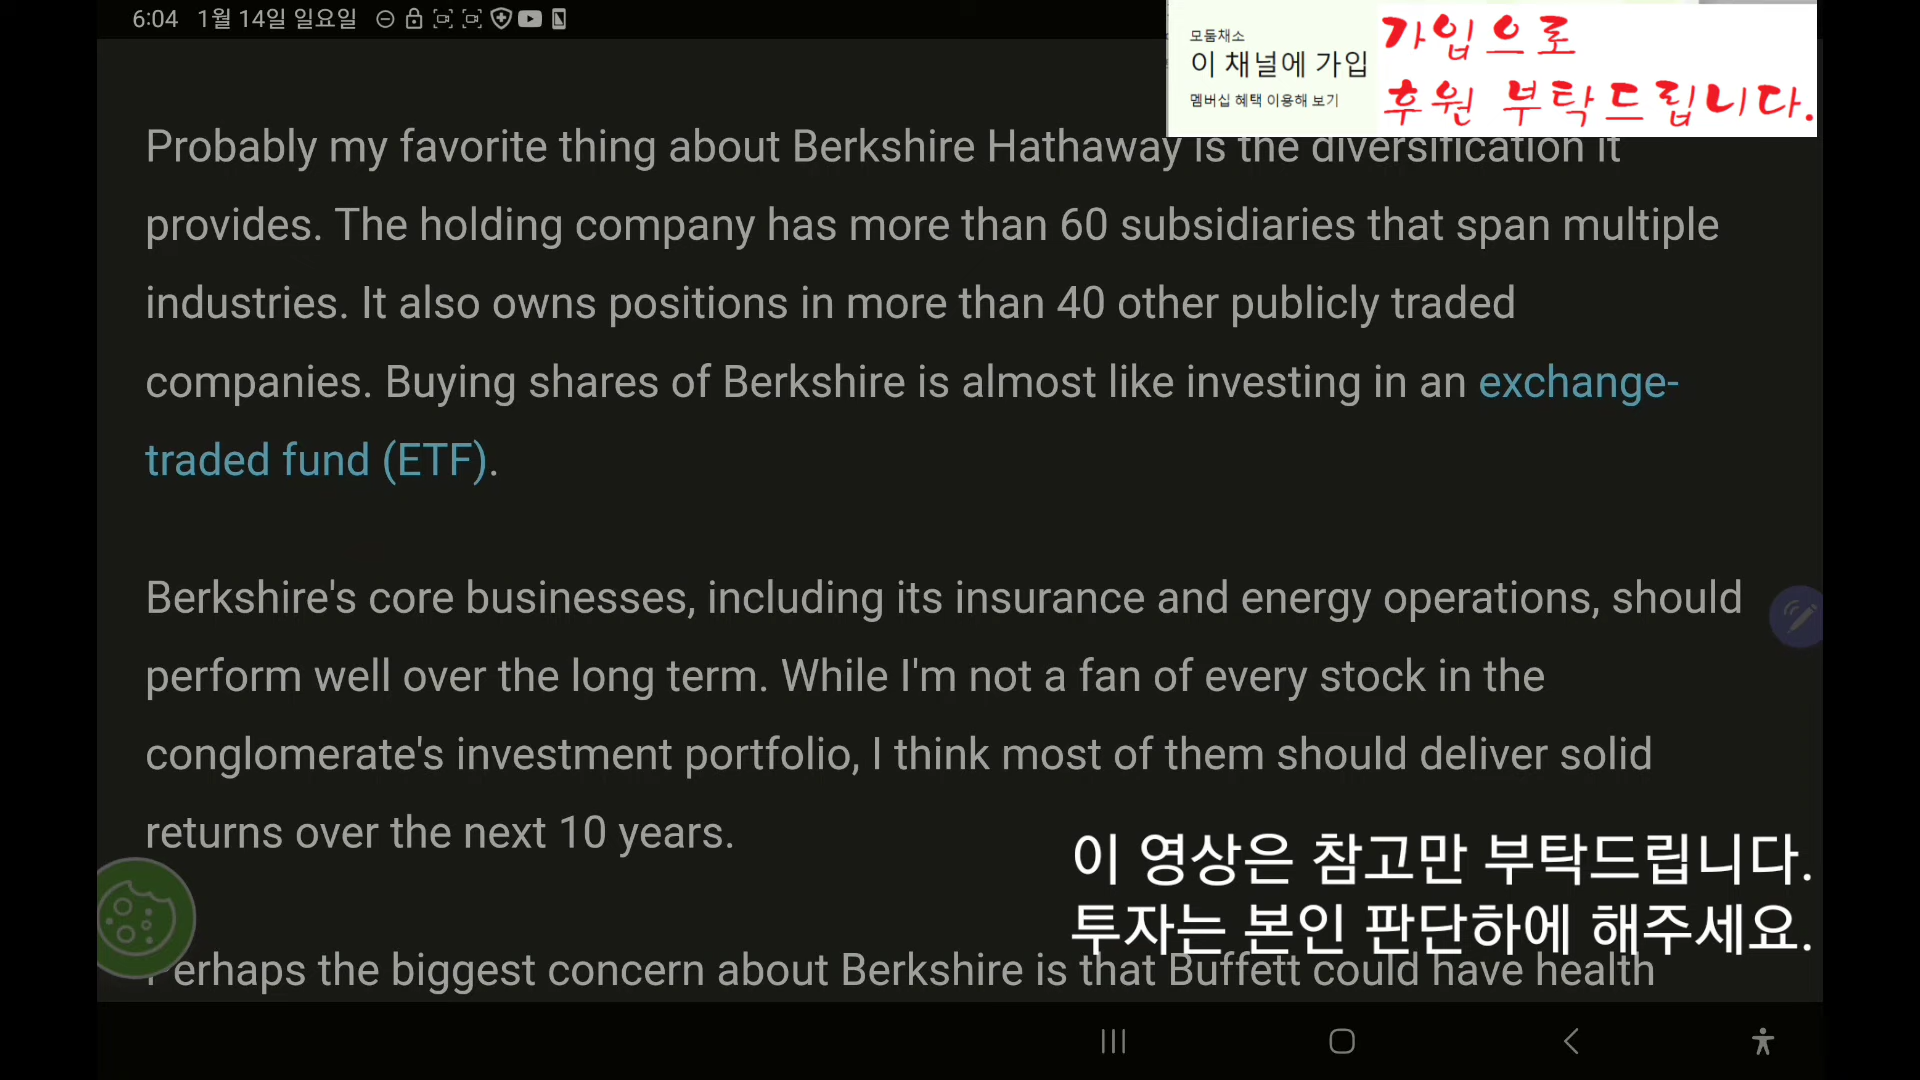 6:04 1월 14일 일요일
모둠채소
이 채널에 가입
멤버십 혜택 이용해 보기
가입으로
후원 부탁드립니다.
Probably my favorite thing about Berkshire Hathaway is the diversification it
provides. The holding company has more than 60 subsidiaries that span multiple
industries. It also owns positions in more than 40 other publicly traded
companies. Buying shares of Berkshire is almost like investing in an exchange-
traded fund (ETF).
Berkshire's core businesses, including its insurance and energy operations, should
perform well over the long term. While I'm not a fan of every stock in the
conglomerate's investment portfolio, I think most of them should deliver solid
returns over the next 10 years.
이 영상은 참고만 부탁드립니다.
투자는 본인 판단하에 해주세요.
Perhaps the biggest concern about Berkshire is that Buffett could have health